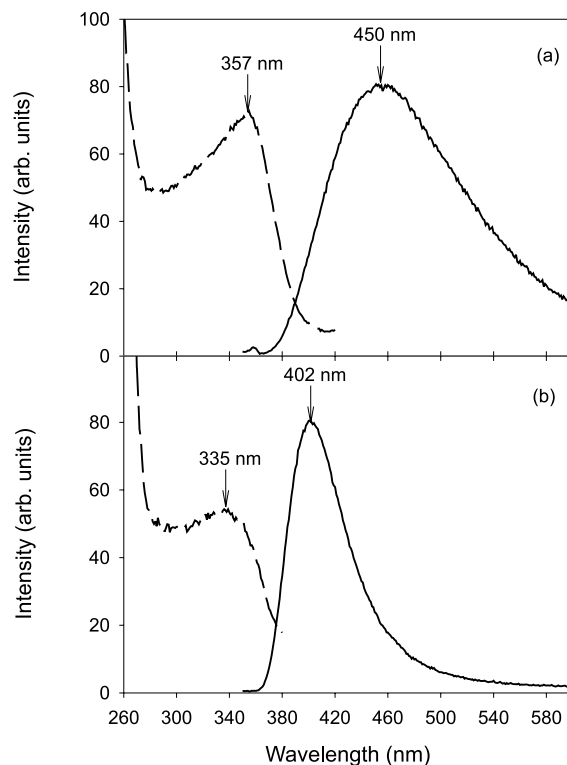 100
357 nm
450 nm
(a)
80
60
40
20
0
Intensity (arb. units)
402 nm
(b)
80
335 nm
60
40
20
0
Intensity (arb. units)
260 300 340 380 420 460 500 540 580
Wavelength (nm)